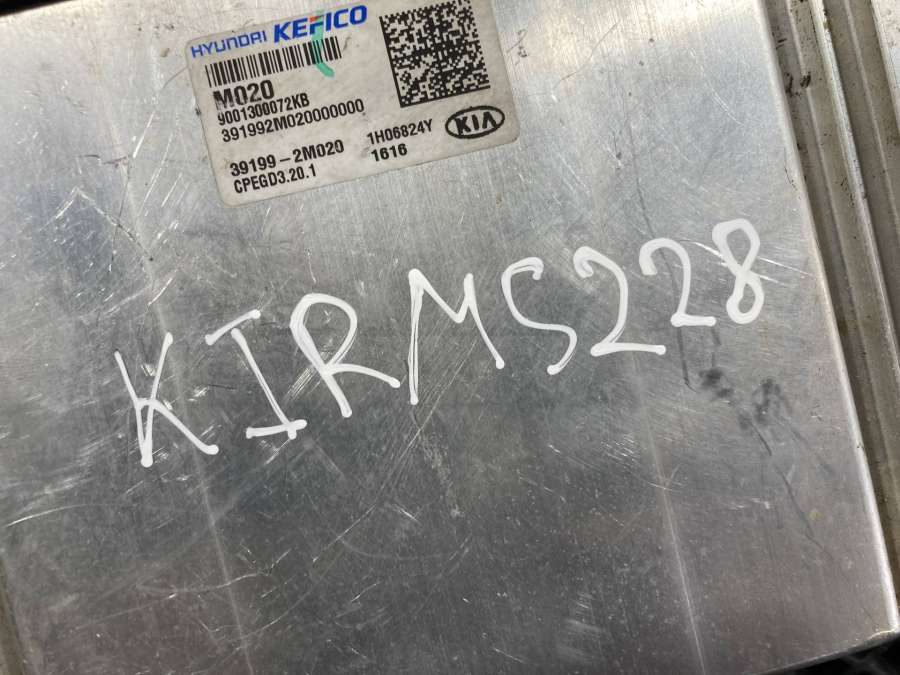 HYUNDAI KEFICO
M020
9001300072KB
391992M020000000
39199-2M020 1H06824Y KIA
CPEGD3.20.1 1616
KIRMS228